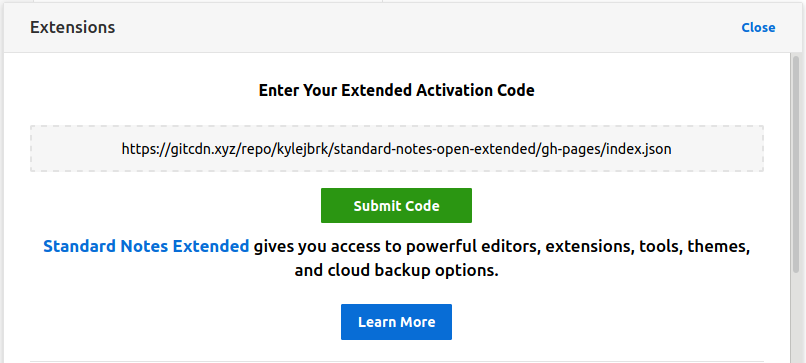 Extensions
Close
Enter Your Extended Activation Code
https://gitcdn.xyz/repo/kylejbrk/standard-notes-open-extended/gh-pages/index.json
Submit Code
Standard Notes Extended gives you access to powerful editors, extensions, tools, themes,
and cloud backup options.
Learn More